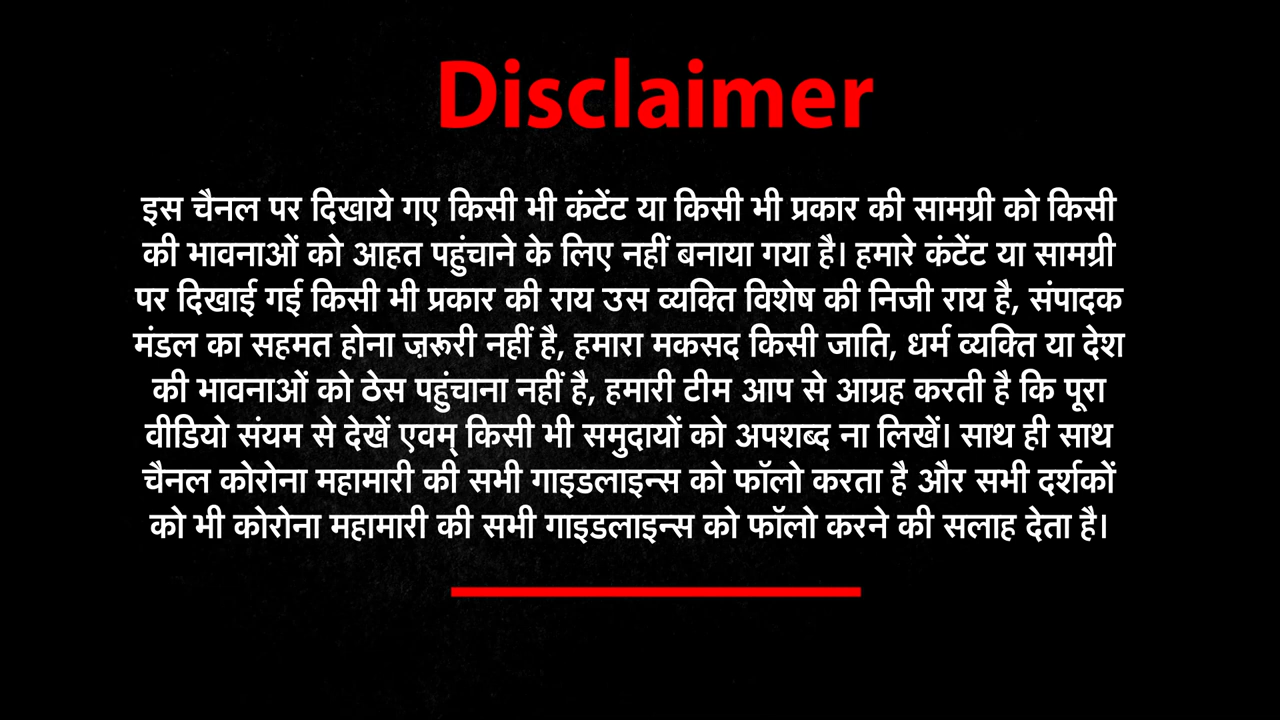 Disclaimer
इस चैनल पर दिखाये गए किसी भी कंटेंट या किसी भी प्रकार की सामग्री को किसी
की भावनाओं को आहत पहुंचाने के लिए नहीं बनाया गया है। हमारे कंटेंट या सामग्री
पर दिखाई गई किसी भी प्रकार की राय उस व्यक्ति विशेष की निजी राय है, संपादक
मंडल का सहमत होना ज़रूरी नहीं है, हमारा मकसद किसी जाति, धर्म व्यक्ति या देश
की भावनाओं को ठेस पहुंचाना नहीं है, हमारी टीम आप से आग्रह करती है कि पूरा
वीडियो संयम से देखें एवम् किसी भी समुदायों को अपशब्द ना लिखें। साथ ही साथ
चैनल कोरोना महामारी की सभी गाइडलाइन्स को फॉलो करता है और सभी दर्शकों
को भी कोरोना महामारी की सभी गाइडलाइन्स को फॉलो करने की सलाह देता है।